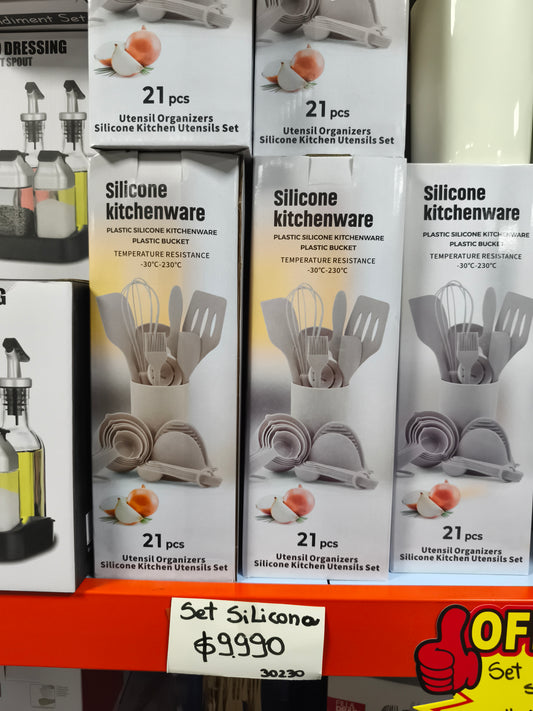 ndiment Set
DRESSING
T SPOUT
21 pcs
Utensil Organizers
Silicone Kitchen Utensils Set
21 pcs
Utensil Organizers
Silicone Kitchen Utensils Set
Silicone
kitchenware
PLASTIC SILICONE KITCHENWARE
PLASTIC BUCKET
TEMPERATURE RESISTANCE
-30°C-230°C
21 pcs
Utensil Organizers
Silicone Kitchen Utensils Set
Silicone
kitchenware
PLASTIC SILICONE KITCHENWARE
PLASTIC BUCKET
TEMPERATURE RESISTANCE
-30°C-230°C
21 pcs
Utensil Organizers
Silicone Kitchen Utensils Set
Silicone
kitchenware
PLASTIC SILICONE KITCHENWARE
PLASTIC BUCKET
TEMPERATURE RESISTANCE
-30°C-230°C
21 pcs
Utensil Organizers
Silicone Kitchen Utensils Set
G
Set Silicona
₡9.990
30230
OF
Set